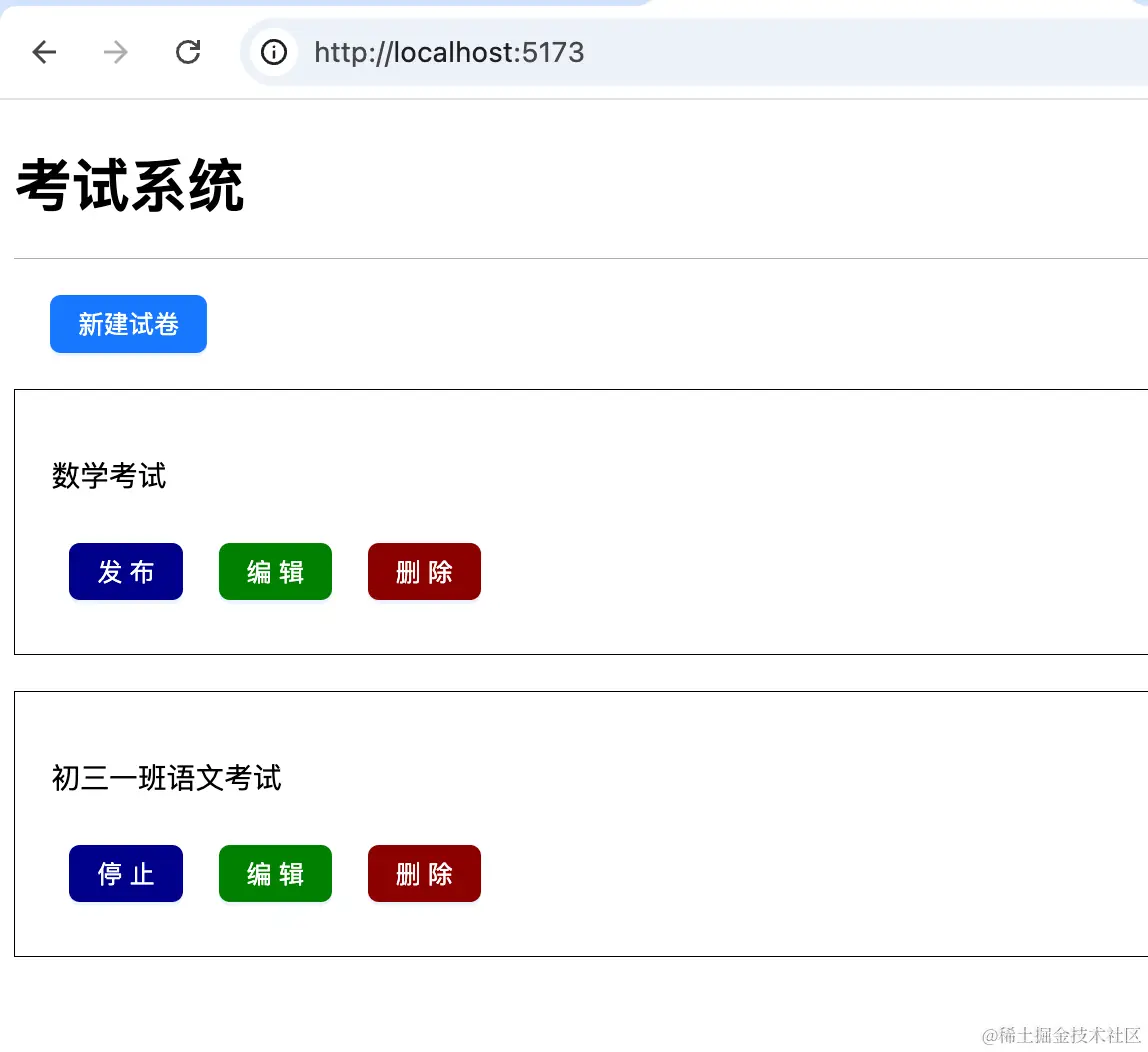 http://localhost:5173
考试系统
新建试卷
数学考试
发布 编辑 删除
初三一班语文考试
停止 编辑 删除
@稀土掘金技术社区